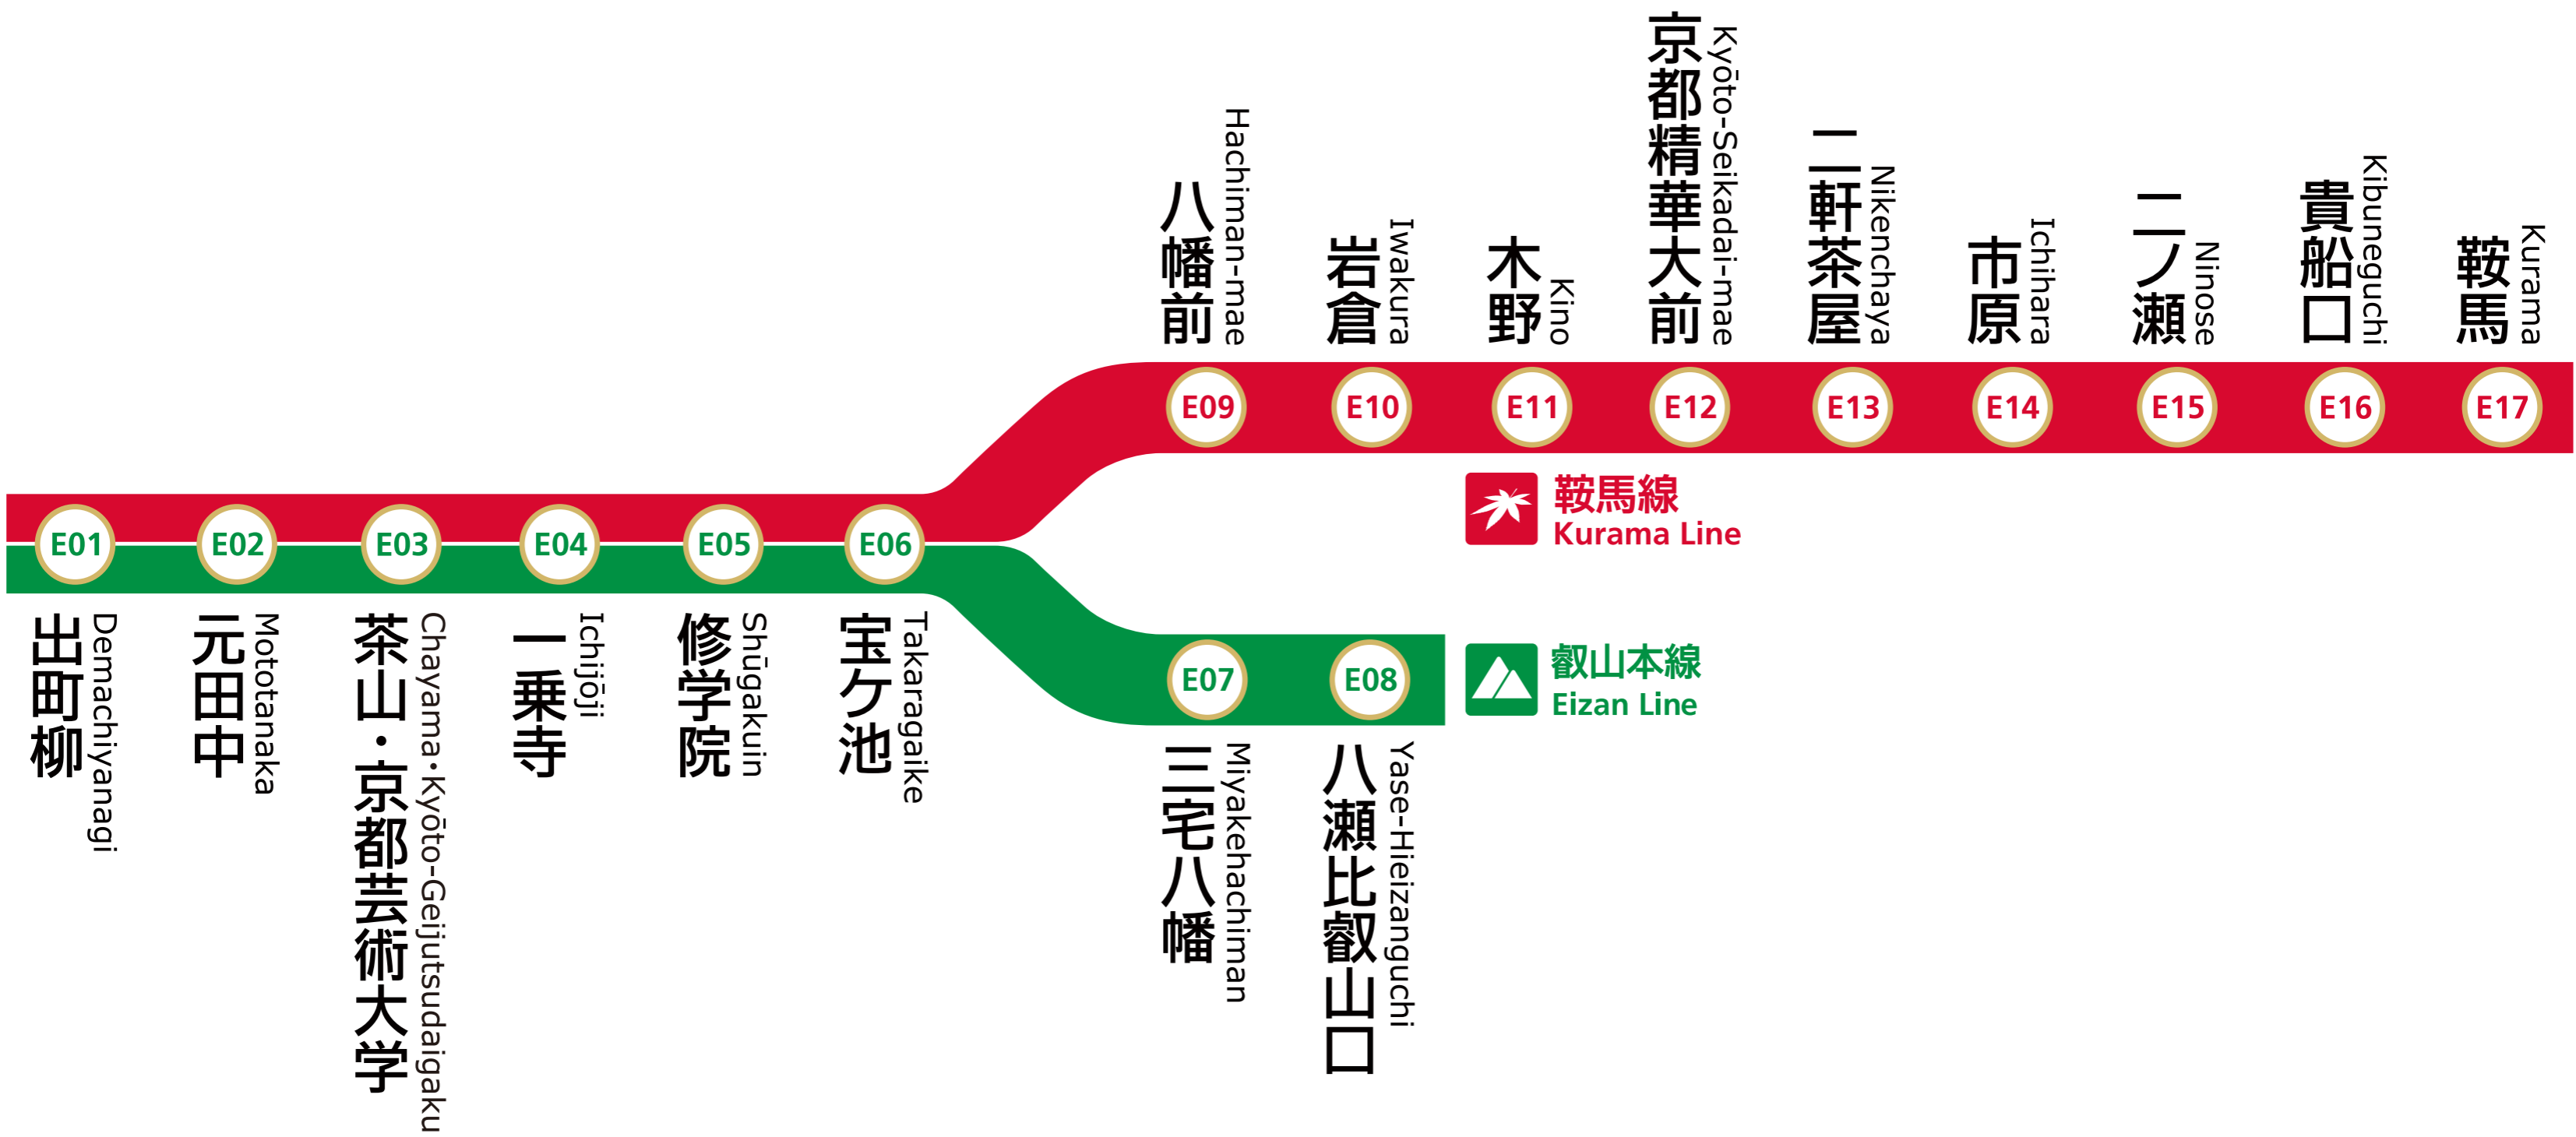 八幡前
Hachiman-mae
岩倉
Iwakura
木野
Kino
京都精華大前
Kyōto-Seikadai-mae
二軒茶屋
Nikenchaya
市原
Ichihara
二ノ瀬
Ninose
貴船口
Kibuneguchi
鞍馬
Kurama
E09
E10
E11
E12
E13
E14
E15
E16
E17
鞍馬線
Kurama Line
E01
E02
E03
E04
E05
E06
出町柳
Demachiyanagi
元田中
Mototanaka
茶山・京都芸術大学
Chayama・Kyōto-Geijutsudaigaku
一乗寺
Ichijōji
修学院
Shūgakuin
宝ケ池
Takaragaike
E07
E08
叡山本線
Eizan Line
三宅八幡
Miyakehachiman
八瀬比叡山口
Yase-Hieizanguchi